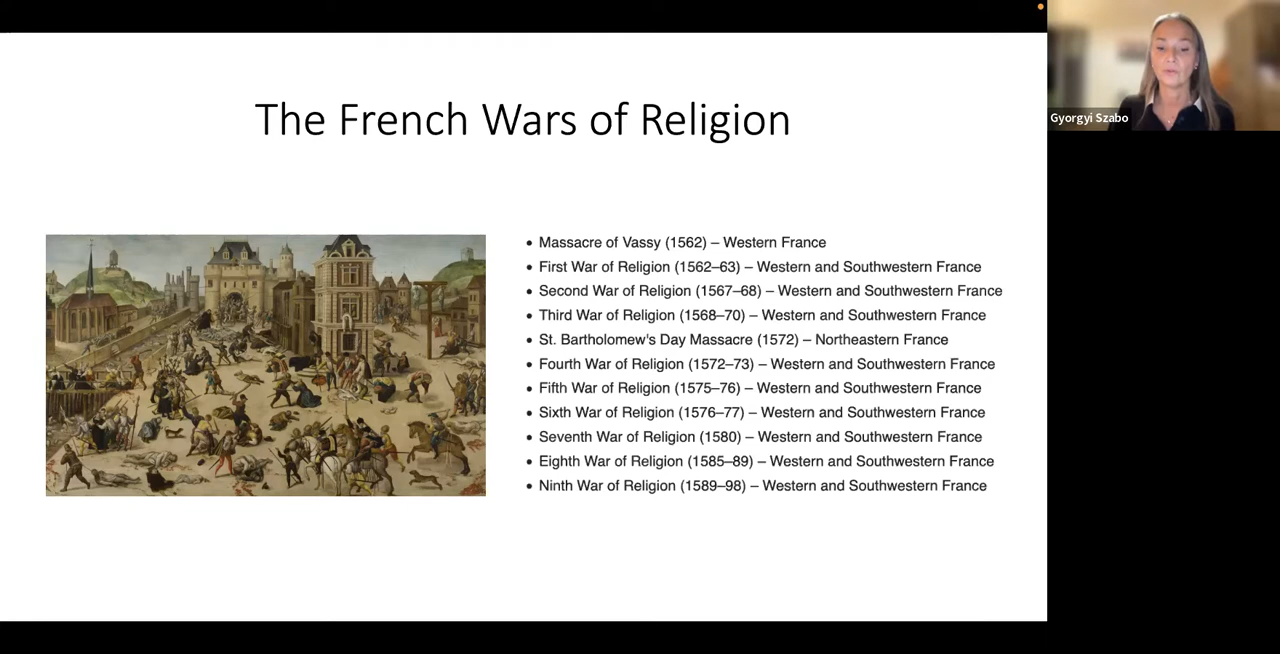 The French Wars of Religion
• Massacre of Vassy (1562) – Western France
• First War of Religion (1562–63) – Western and Southwestern France
• Second War of Religion (1567–68) – Western and Southwestern France
• Third War of Religion (1568–70) – Western and Southwestern France
• St. Bartholomew's Day Massacre (1572) – Northeastern France
• Fourth War of Religion (1572–73) – Western and Southwestern France
• Fifth War of Religion (1575–76) – Western and Southwestern France
• Sixth War of Religion (1576–77) – Western and Southwestern France
• Seventh War of Religion (1580) – Western and Southwestern France
• Eighth War of Religion (1585–89) – Western and Southwestern France
• Ninth War of Religion (1589–98) – Western and Southwestern France
Gyorgyi Szabo